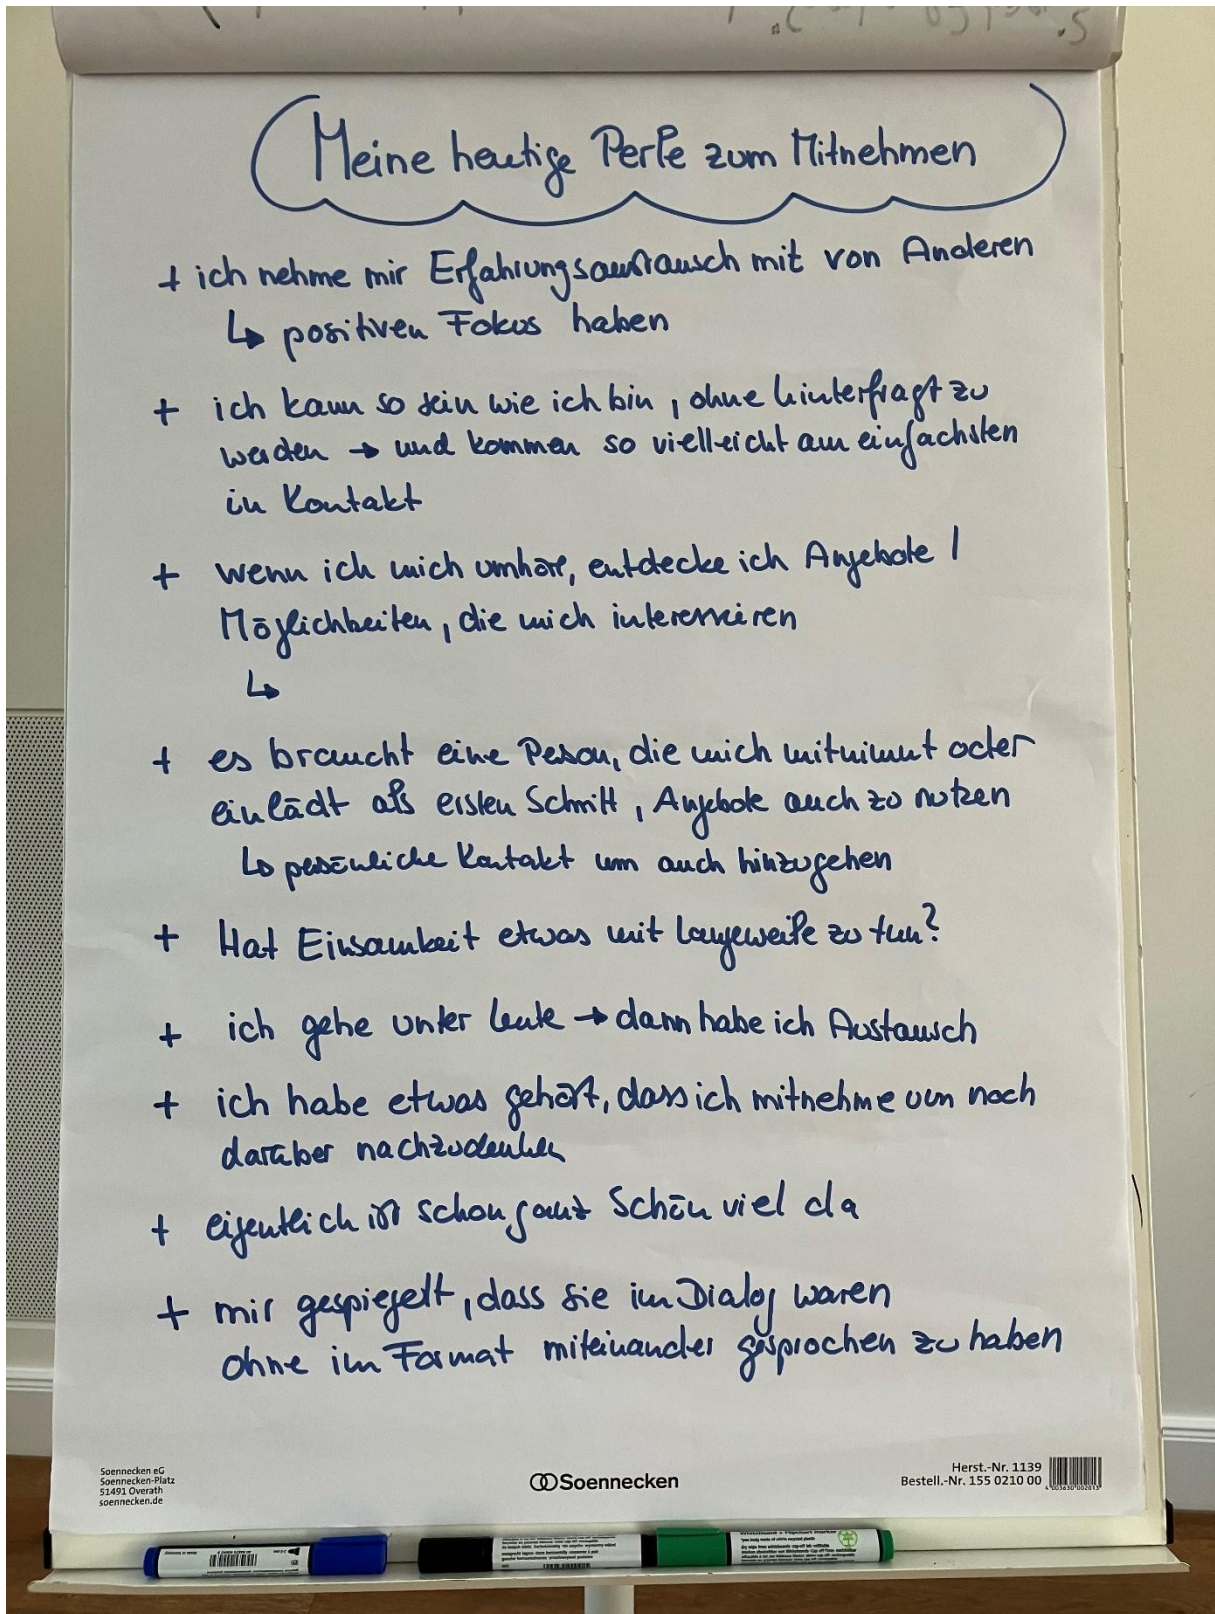 Meine heutige Perle zum Mitnehmen
+ ich nehme mir Erfahrungsaustausch mit von Anderen
↳ positiven Fokus haben
+ ich kann so sein wie ich bin, ohne hinterfragt zu
werden → und kommen so vielleicht am einfachsten
in Kontakt
+ wenn ich mich umhöre, entdecke ich Angebote /
Möglichkeiten, die mich interessieren
↳
+ es braucht eine Person, die mich mitnimmt oder
einlädt als ersten Schritt, Angebote auch zu nutzen
↳ persönliche Kontakt um auch hinzugehen
+ Hat Einsamkeit etwas mit Langeweile zu tun?
+ ich gehe unter Leute → dann habe ich Austausch
+ ich habe etwas gehört, dass ich mitnehme um noch
darüber nachzudenken
+ eigentlich ist schon ganz schön viel da
+ mir gespiegelt, dass sie im Dialog waren
ohne im Format miteinander gesprochen zu haben
Soennecken eG
Soennecken-Platz
51491 Overath
soennecken.de
Soennecken
Herst.-Nr. 1139
Bestell.-Nr. 155 0210 00